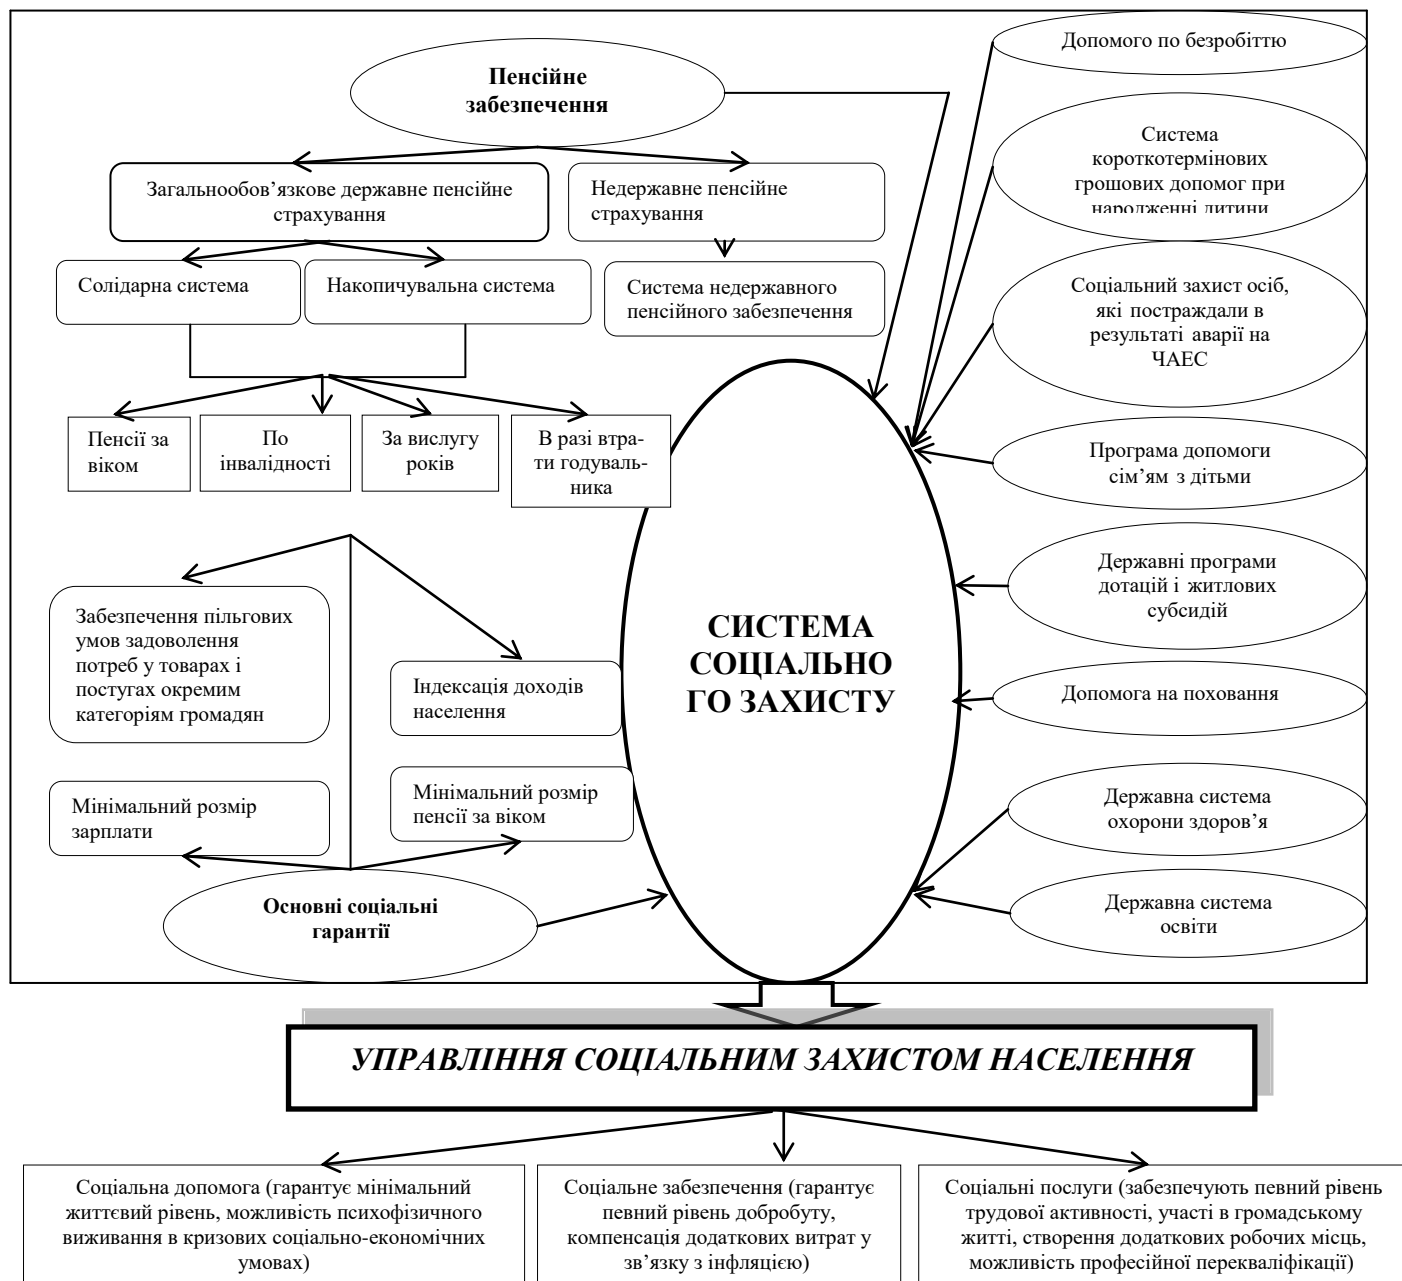 Пенсійне
забезпечення
Загальнообов’язкове державне пенсійне
страхування
Недержавне пенсійне
страхування
Солідарна система
Накопичувальна система
Система недержавного
пенсійного забезпечення
Пенсії за
віком
По
інвалідності
За вислугу
років
В разі втра-
ти годуваль-
ника
Забезпечення пільгових
умов задоволення
потреб у товарах і
постугах окремим
категоріям громадян
Індексація доходів
населення
Мінімальний розмір
зарплати
Мінімальний розмір
пенсії за віком
Основні соціальні
гарантії
СИСТЕМА
СОЦІАЛЬНО
ГО ЗАХИСТУ
Допомого по безробіттю
Система
короткотермінових
грошових допомог при
народженні дитини
Соціальний захист осіб,
які постраждали в
результаті аварії на
ЧАЕС
Програма допомоги
сім’ям з дітьми
Державні програми
дотацій і житлових
субсидій
Допомога на поховання
Державна система
охорони здоров’я
Державна система
освіти
УПРАВЛІННЯ СОЦІАЛЬНИМ ЗАХИСТОМ НАСЕЛЕННЯ
Соціальна допомога (гарантує мінімальний
життєвий рівень, можливість психофізичного
виживання в кризових соціально-економічних
умовах)
Соціальне забезпечення (гарантує
певний рівень добробуту,
компенсація додаткових витрат у
зв’язку з інфляцією)
Соціальні послуги (забезпечують певний рівень
трудової активності, участі в громадському
житті, створення додаткових робочих місць,
можливість професійної перекваліфікації)